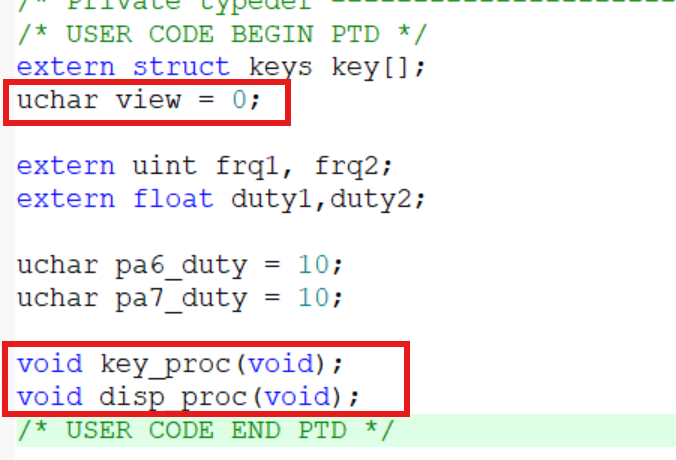 /* Private typedef -----------------------
/* USER CODE BEGIN PTD */
extern struct keys key[];
uchar view = 0;
extern uint frq1, frq2;
extern float duty1,duty2;
uchar pa6_duty = 10;
uchar pa7_duty = 10;
void key_proc(void);
void disp_proc(void);
/* USER CODE END PTD */